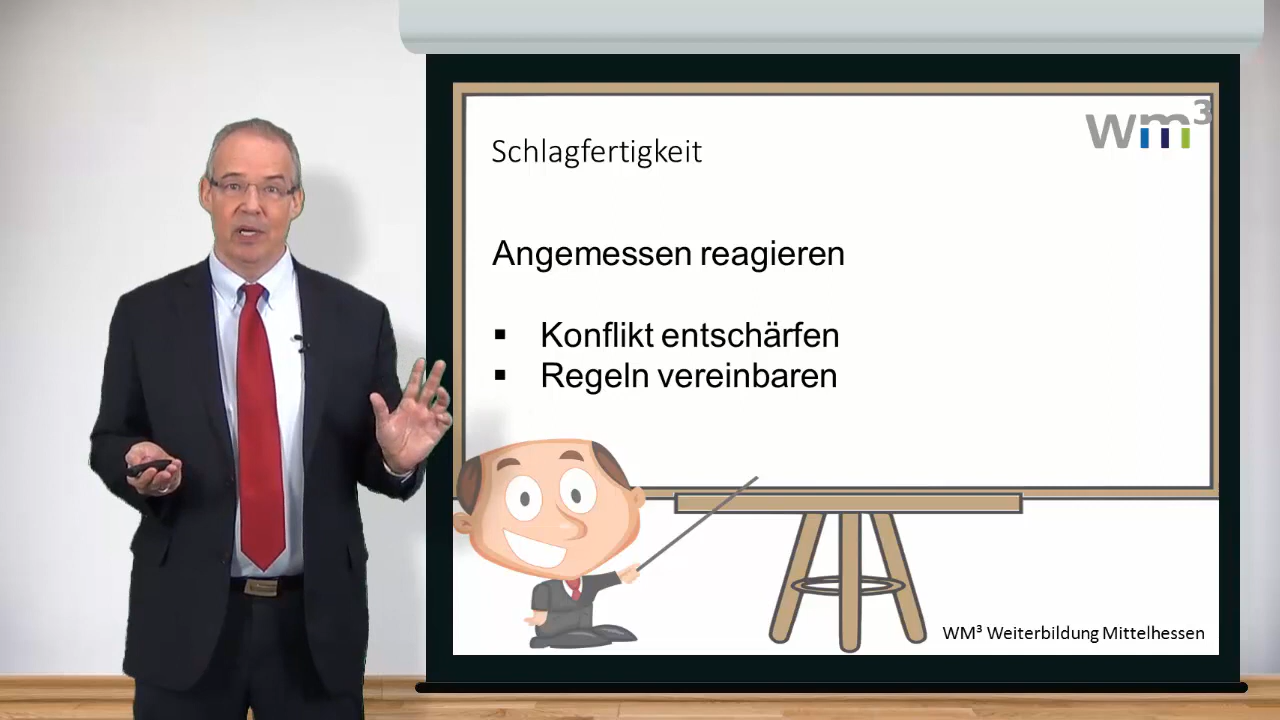 wm³
Schlagfertigkeit
Angemessen reagieren
▪ Konflikt entschärfen
▪ Regeln vereinbaren
WM³ Weiterbildung Mittelhessen